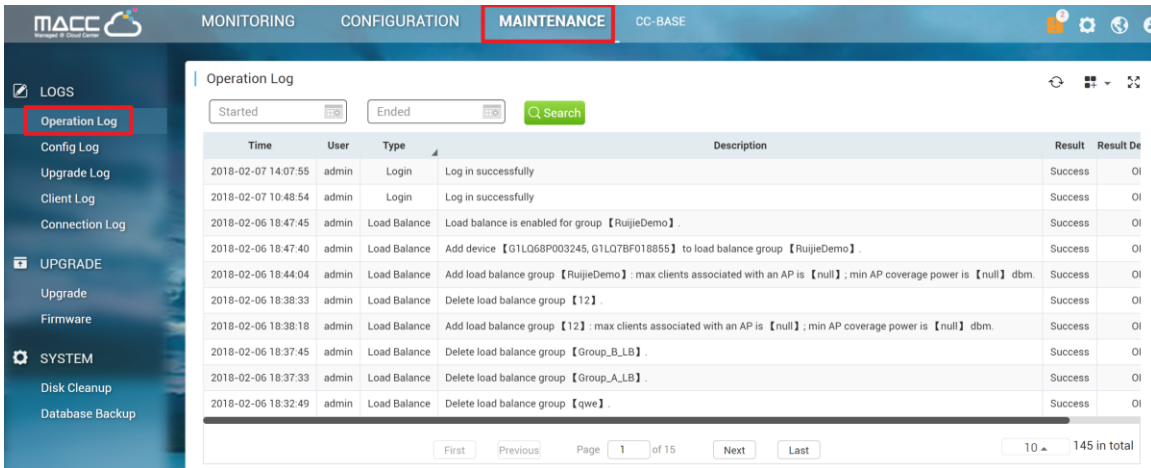 MACC
Managed @ Cloud Center
MONITORING CONFIGURATION MAINTENANCE CC-BASE
2
LOGS
Operation Log
Config Log
Upgrade Log
Client Log
Connection Log
UPGRADE
Upgrade
Firmware
SYSTEM
Disk Cleanup
Database Backup
Operation Log
Started Ended Search
Time User Type Description Result Result De
2018-02-07 14:07:55 admin Login Log in successfully Success
2018-02-07 10:48:54 admin Login Log in successfully Success
2018-02-06 18:47:45 admin Load Balance Load balance is enabled for group 【RuijieDemo】. Success
2018-02-06 18:47:40 admin Load Balance Add device 【G1LQ68P003245, G1LQ7BF018855】 to load balance group 【RuijieDemo】. Success
2018-02-06 18:44:04 admin Load Balance Add load balance group 【RuijieDemo】: max clients associated with an AP is 【null】; min AP coverage power is 【null】 dbm. Success
2018-02-06 18:38:33 admin Load Balance Delete load balance group 【12】. Success
2018-02-06 18:38:18 admin Load Balance Add load balance group 【12】: max clients associated with an AP is 【null】; min AP coverage power is 【null】 dbm. Success
2018-02-06 18:37:45 admin Load Balance Delete load balance group 【Group_B_LB】. Success
2018-02-06 18:37:33 admin Load Balance Delete load balance group 【Group_A_LB】. Success
2018-02-06 18:32:49 admin Load Balance Delete load balance group 【qwe】. Success
First Previous Page 1 of 15 Next Last 10 145 in total